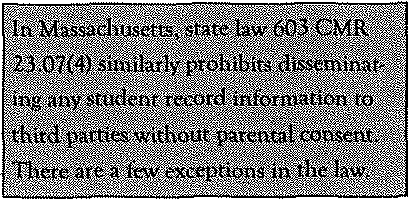 In Massachusetts, state law 603 CMR
23.07(4) similarly prohibits disseminat-
ing any student record information to
third parties without parental consent.
There are a few exceptions in the law.